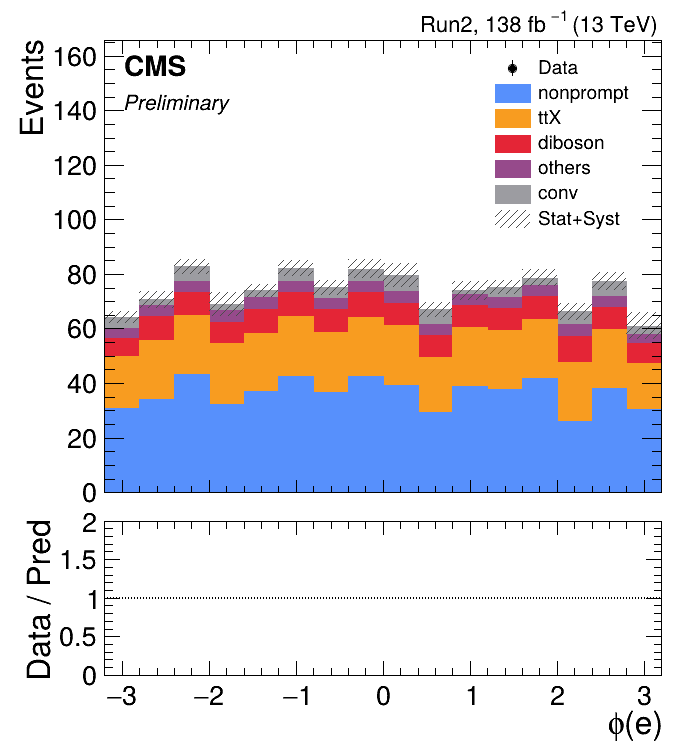 Run2, 138 fb⁻¹ (13 TeV)
CMS
Preliminary
Events
160
140
120
100
80
60
40
20
0
Data
nonprompt
ttX
diboson
others
conv
Stat+Syst
Data / Pred
2
1.5
1
0.5
0
−3 −2 −1 0 1 2 3
ϕ(e)